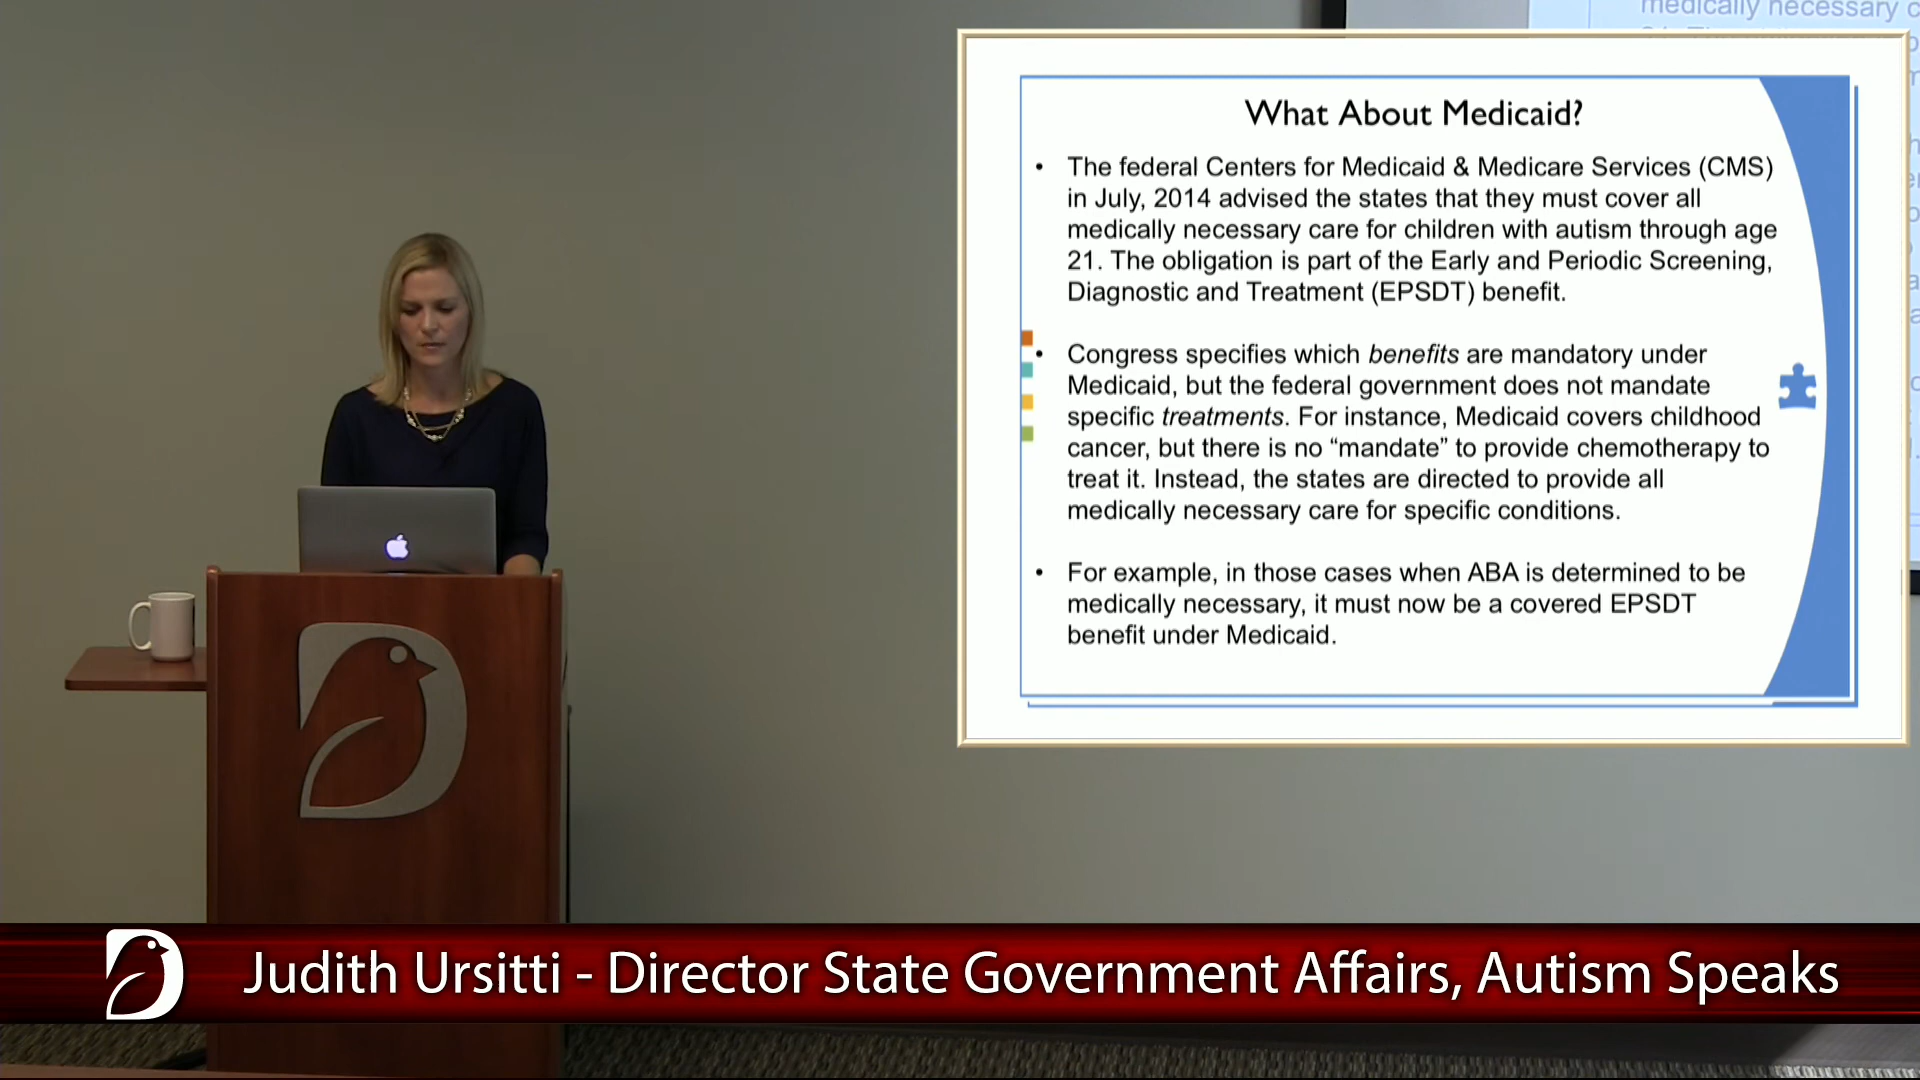 medically necessary
What About Medicaid?
• The federal Centers for Medicaid & Medicare Services (CMS)
in July, 2014 advised the states that they must cover all
medically necessary care for children with autism through age
21. The obligation is part of the Early and Periodic Screening,
Diagnostic and Treatment (EPSDT) benefit.
• Congress specifies which benefits are mandatory under
Medicaid, but the federal government does not mandate
specific treatments. For instance, Medicaid covers childhood
cancer, but there is no “mandate” to provide chemotherapy to
treat it. Instead, the states are directed to provide all
medically necessary care for specific conditions.
• For example, in those cases when ABA is determined to be
medically necessary, it must now be a covered EPSDT
benefit under Medicaid.
Judith Ursitti - Director State Government Affairs, Autism Speaks